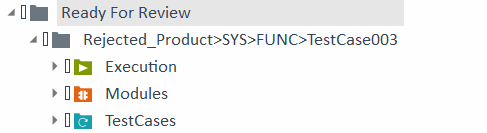 Ready For Review
Rejected_Product>SYS>FUNC>TestCase003
Execution
Modules
TestCases